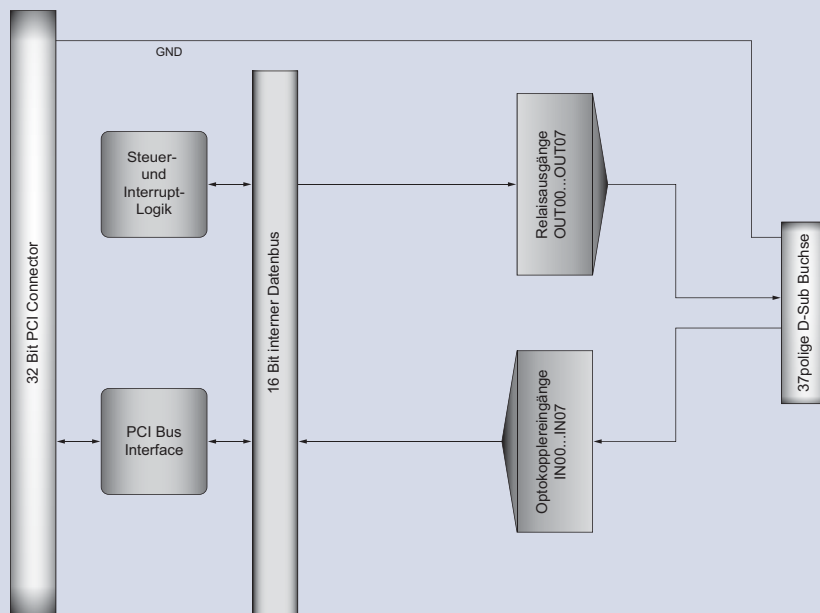 GND
Steuer-
und
Interrupt-
Logik
PCI Bus
Interface
32 Bit PCI Connector
16 Bit interner Datenbus
Relaisausgänge
OUT00...OUT07
Optokopplereingänge
IN00...IN07
37polige D-Sub Buchse